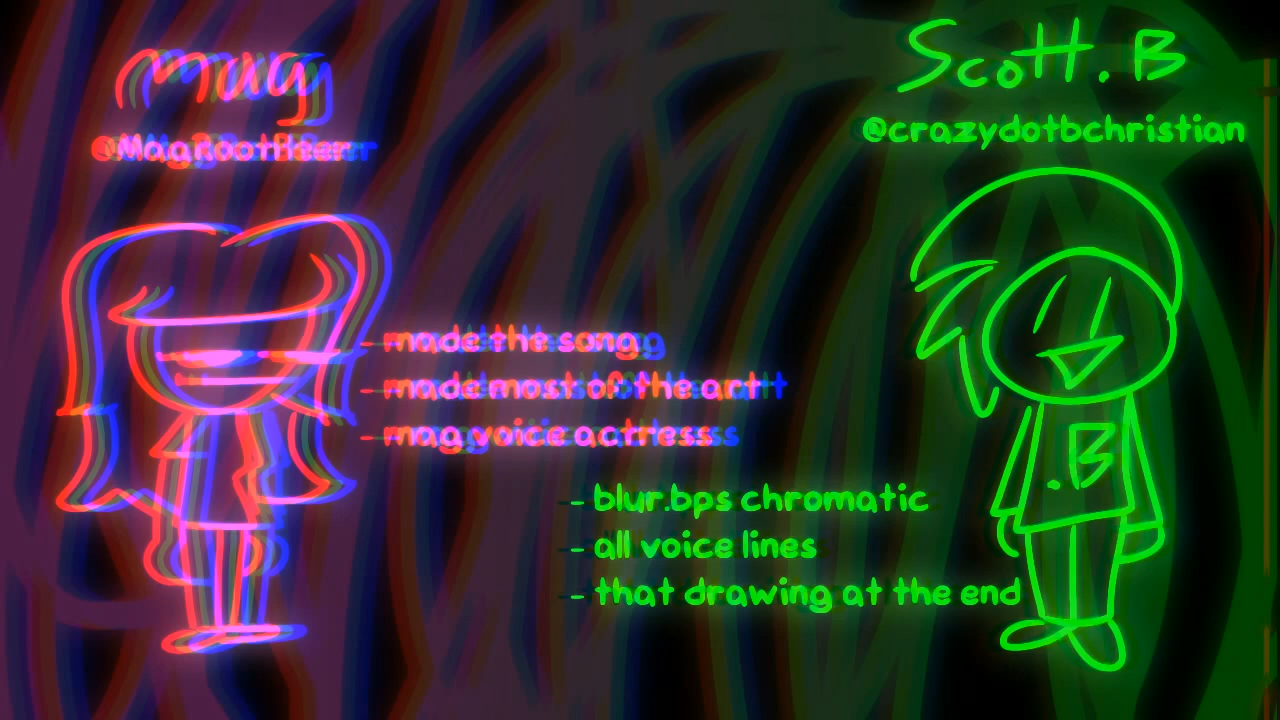 mag
@MagRootBeer
- made the song
- made most of the art
- mag voice actress
Scott.B
@crazydotbchristian
.B
- blur.bps chromatic
- all voice lines
- that drawing at the end